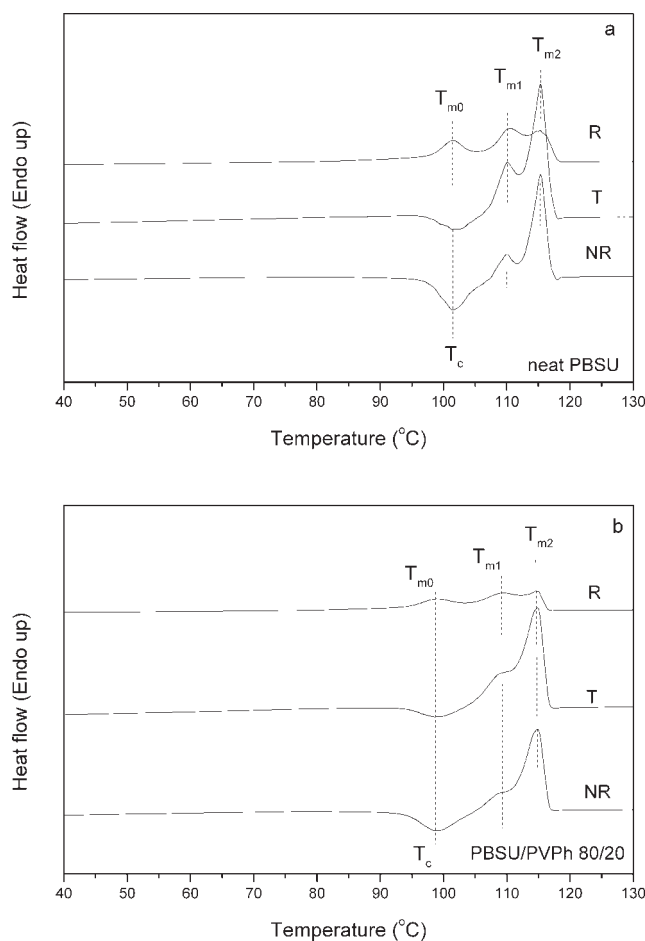 a
T_m2
T_m1
T_m0
R
T
NR
T_c
neat PBSU
Heat flow (Endo up)
40 50 60 70 80 90 100 110 120 130
Temperature (°C)
b
T_m2
T_m1
T_m0
R
T
NR
T_c
PBSU/PVPh 80/20
Heat flow (Endo up)
40 50 60 70 80 90 100 110 120 130
Temperature (°C)